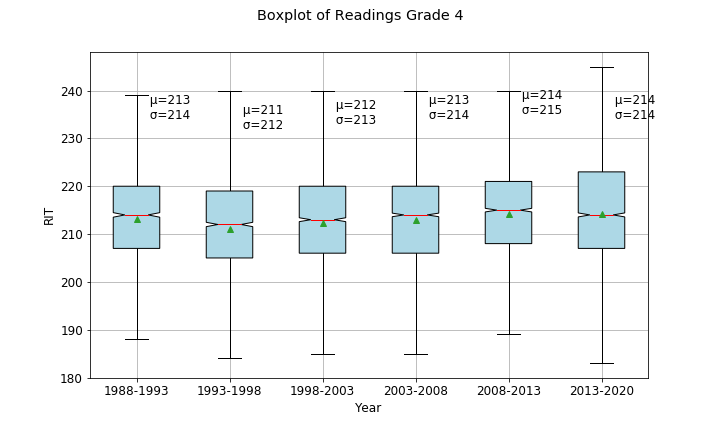 Boxplot of Readings Grade 4
RIT
240
230
220
210
200
190
180
μ=213
σ=214
μ=211
σ=212
μ=212
σ=213
μ=213
σ=214
μ=214
σ=215
μ=214
σ=214
1988-1993
1993-1998
1998-2003
2003-2008
2008-2013
2013-2020
Year